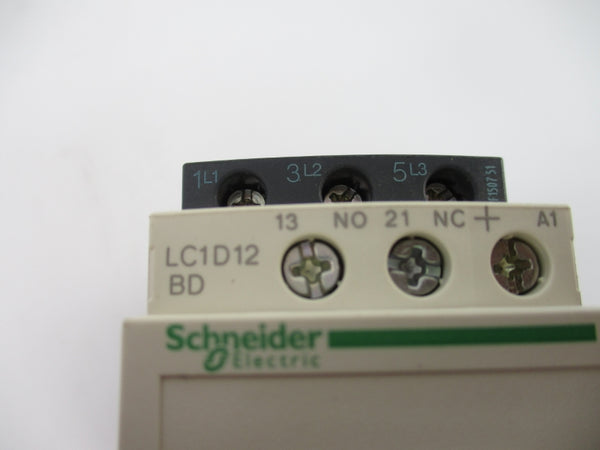 1L1 3L2 5L3
13 NO 21 NC + A1
LC1D12
BD
Schneider
Electric